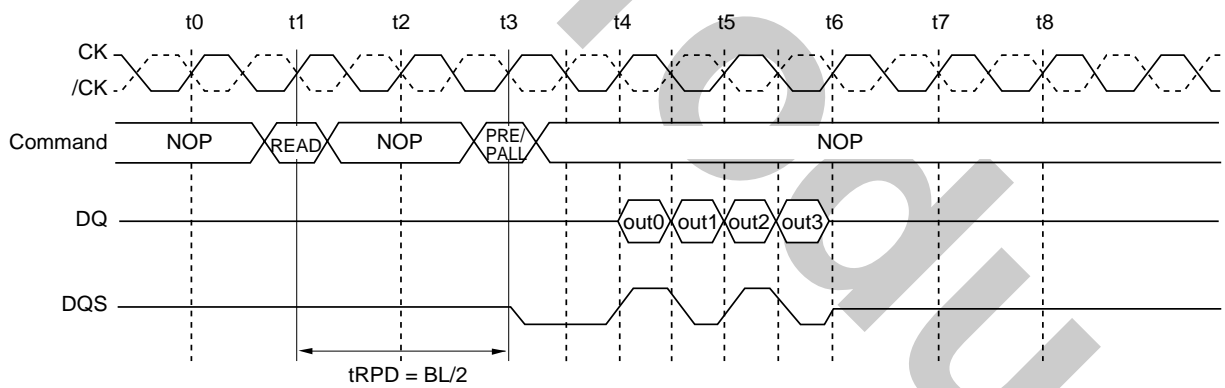 t0 t1 t2 t3 t4 t5 t6 t7 t8
CK
/CK
Command NOP READ NOP PRE/ PALL NOP
DQ out0 out1 out2 out3
DQS
tRPD = BL/2